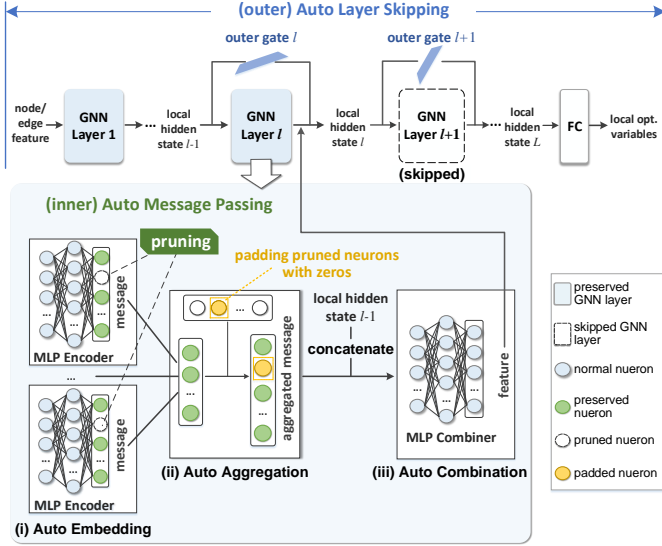 (outer) Auto Layer Skipping
outer gate l
outer gate l+1
node/
edge
feature
GNN
Layer 1
...
local
hidden
state l-1
GNN
Layer l
local
hidden
state l
GNN
Layer l+1
(skipped)
...
local
hidden
state L
FC
local opt.
variables
(inner) Auto Message Passing
pruning
message
MLP Encoder
...
message
MLP Encoder
(i) Auto Embedding
padding pruned neurons
with zeros
...
...
aggregated message
(ii) Auto Aggregation
local hidden
state l-1
concatenate
MLP Combiner
feature
(iii) Auto Combination
preserved
GNN layer
skipped GNN
layer
normal nueron
preserved
nueron
pruned nueron
padded nueron